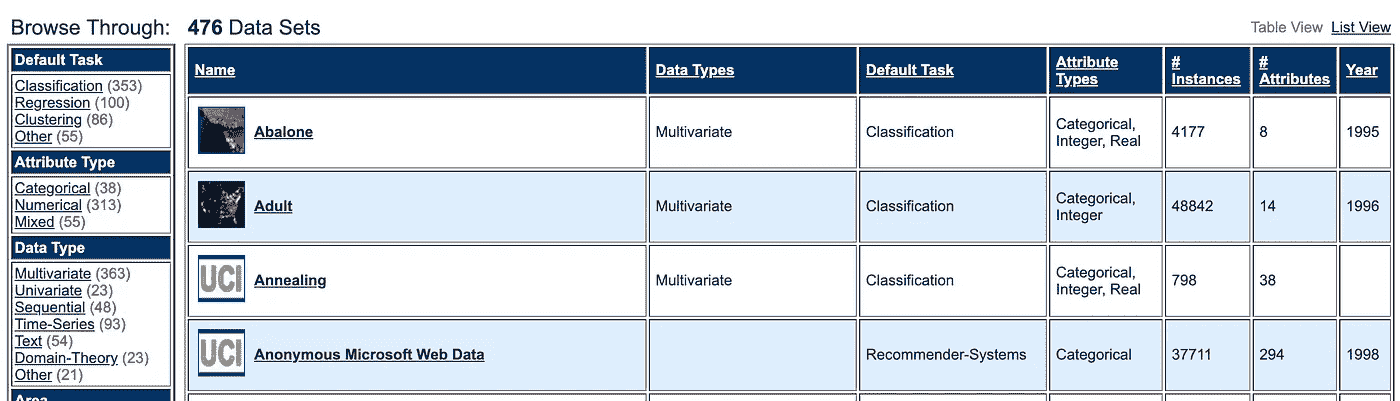 Browse Through:
476 Data Sets
Table View List View
Default Task
Classification (353)
Regression (100)
Clustering (86)
Other (55)
Attribute Type
Categorical (38)
Numerical (313)
Mixed (55)
Data Type
Multivariate (363)
Univariate (23)
Sequential (48)
Time-Series (93)
Text (54)
Domain-Theory (23)
Other (21)
Area
Name Data Types Default Task Attribute Types # Instances # Attributes Year
Abalone Multivariate Classification Categorical, Integer, Real 4177 8 1995
Adult Multivariate Classification Categorical, Integer 48842 14 1996
UCI Annealing Multivariate Classification Categorical, Integer, Real 798 38
UCI Anonymous Microsoft Web Data Recommender-Systems Categorical 37711 294 1998